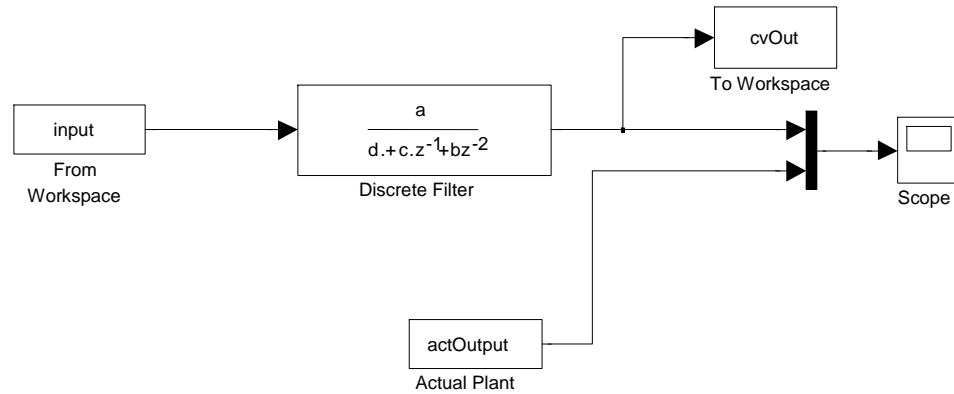 cvOut
To Workspace
input
From
Workspace
a
d.+c.z-1+bz-2
Discrete Filter
Scope
actOutput
Actual Plant